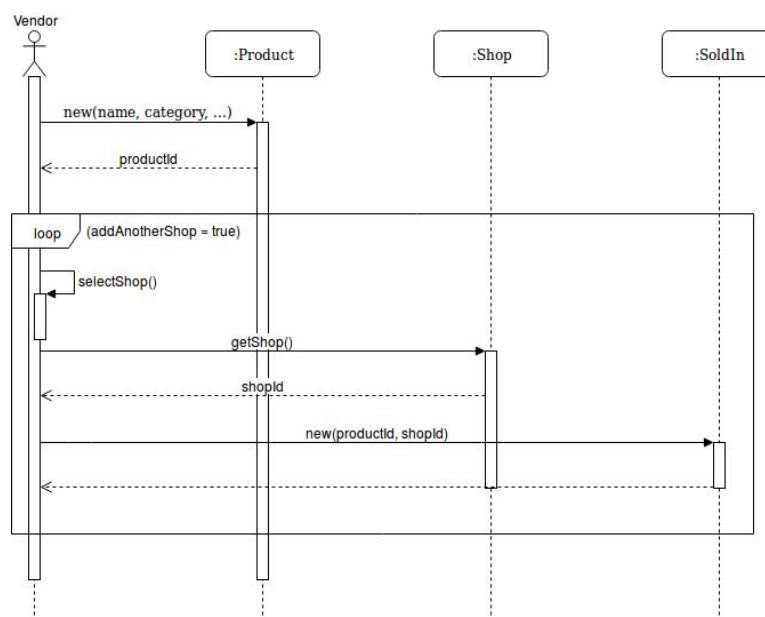 Vendor
:Product
:Shop
:SoldIn
new(name, category, ...)
productId
loop
(addAnotherShop = true)
selectShop()
getShop()
shopId
new(productId, shopId)